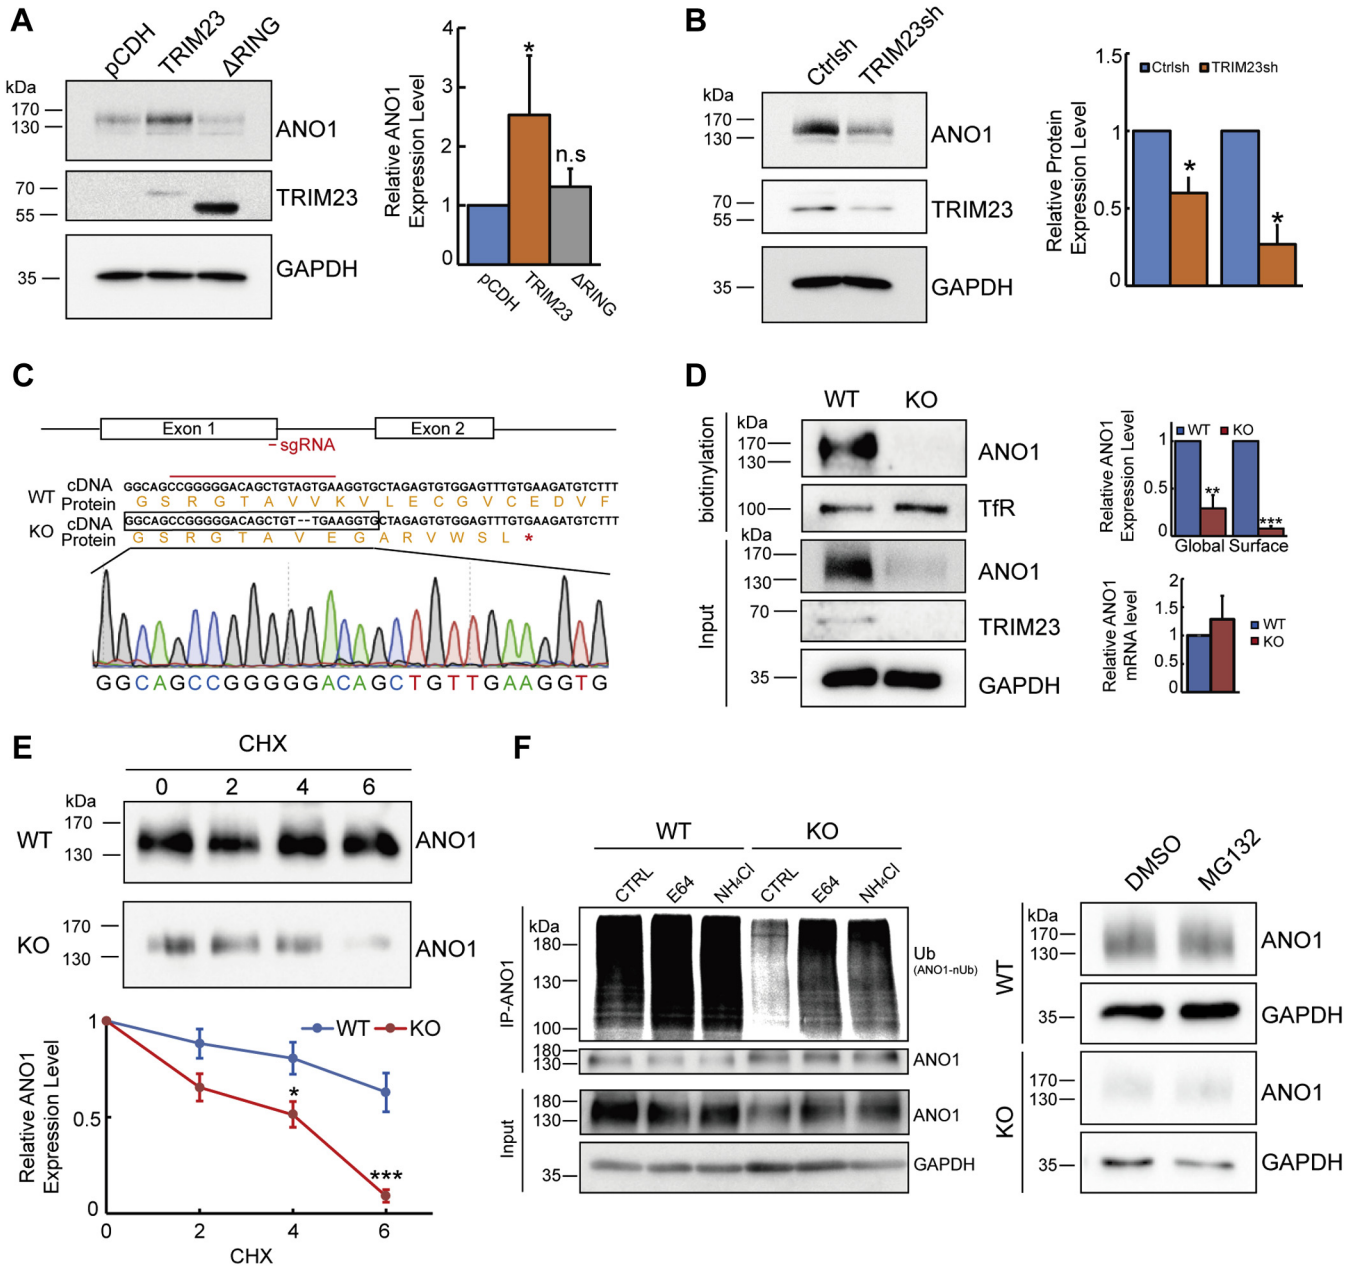 A
pCDH
TRIM23
ΔRING
kDa
170
130
ANO1
70
55
TRIM23
35
GAPDH
Relative ANO1
Expression Level
4
3
2
1
0
*
n.s
pCDH
TRIM23
ΔRING
B
Ctrlsh
TRIM23sh
kDa
170
130
ANO1
70
55
TRIM23
35
GAPDH
Relative Protein
Expression Level
1.5
1
0.5
0
Ctrlsh
TRIM23sh
*
*
C
Exon 1
Exon 2
sgRNA
WT
cDNA
GGCAGCCGGGGGACAGCTGTAGTGAAGGTGCTAGAGTGTGGAGTTTGTGAAGATGTCTTT
Protein
G S R G T A V V K V L E C G V C E D V F
KO
cDNA
GGCAGCCGGGGGACAGCTGT--TGAAGGTGCTAGAGTGTGGAGTTTGTGAAGATGTCTTT
Protein
G S R G T A V E G A R V W S L *
GGCAGCCGGGGGACAGCTGTTGAAGGTG
D
WT
KO
biotinylation
kDa
170
130
ANO1
100
TfR
Input
kDa
170
130
ANO1
70
TRIM23
35
GAPDH
Relative ANO1
Expression Level
1
0.5
0
WT
KO
**
***
Global
Surface
Relative ANO1
mRNA level
2
1.5
1
0.5
0
WT
KO
E
CHX
0 2 4 6
kDa
WT
170
130
ANO1
KO
170
130
ANO1
Relative ANO1
Expression Level
1
0.5
0
WT
KO
*
***
0 2 4 6
CHX
F
WT
KO
CTRL
E64
NH₄Cl
CTRL
E64
NH₄Cl
IP-ANO1
kDa
180
130
100
Ub
(ANO1-nUb)
180
130
ANO1
Input
180
130
ANO1
35
GAPDH
DMSO
MG132
WT
kDa
170
130
ANO1
35
GAPDH
KO
170
130
ANO1
35
GAPDH